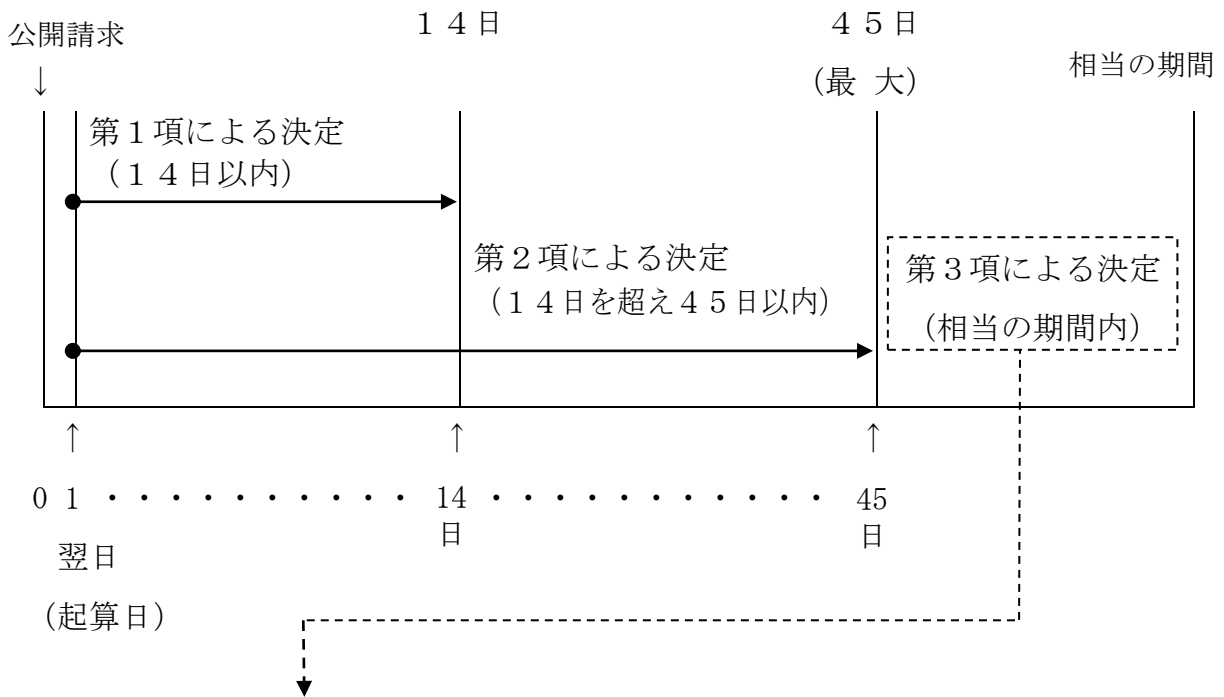 公開請求
↓
１４日
４５日
（最 大）
相当の期間
第１項による決定
（１４日以内）
第２項による決定
（１４日を超え４５日以内）
第３項による決定
（相当の期間内）
↑ ↑ ↑
0 1 ・・・・・・・・・・ 14 ・・・・・・・・・・・ 45
日 日
翌日
（起算日）